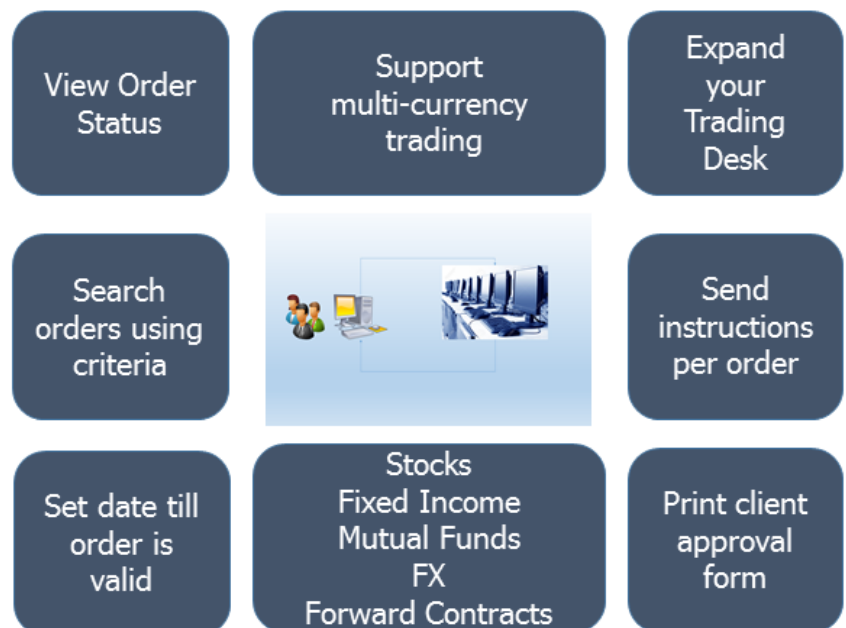 View Order
Status
Support
multi-currency
trading
Expand
your
Trading
Desk
Search
orders using
criteria
Send
instructions
per order
Set date till
order is
valid
Stocks
Fixed Income
Mutual Funds
FX
Forward Contracts
Print client
approval
form